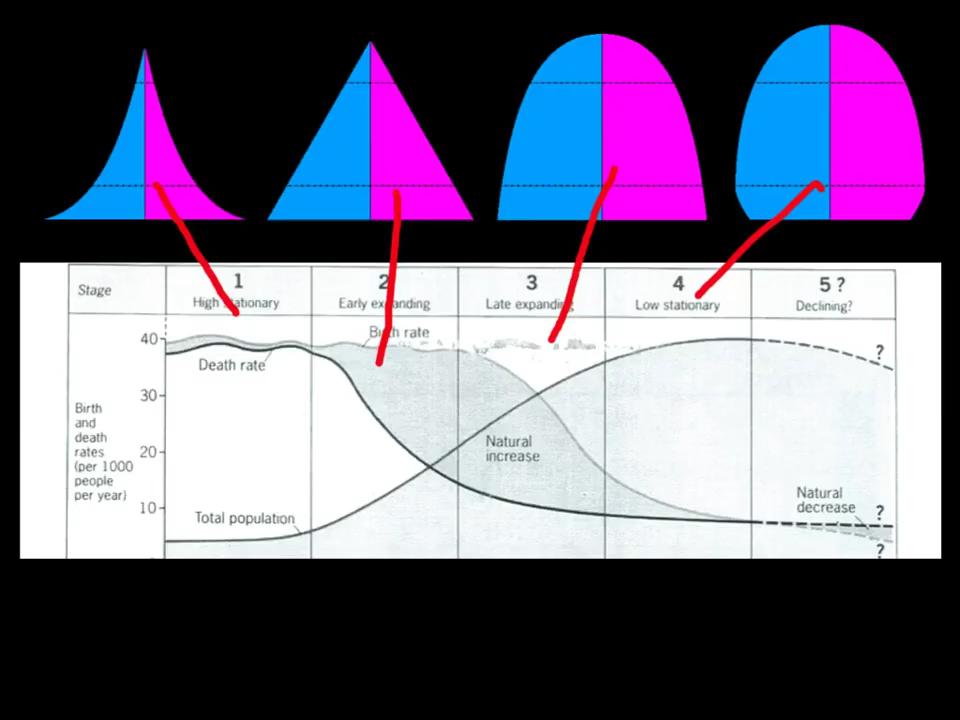 Stage
1
High stationary
2
Early expanding
3
Late expanding
4
Low stationary
5 ?
Declining?
40
30
20
10
Birth
and
death
rates
(per 1000
people
per year)
Birth rate
Death rate
Natural
increase
Total population
Natural
decrease
?
?
?